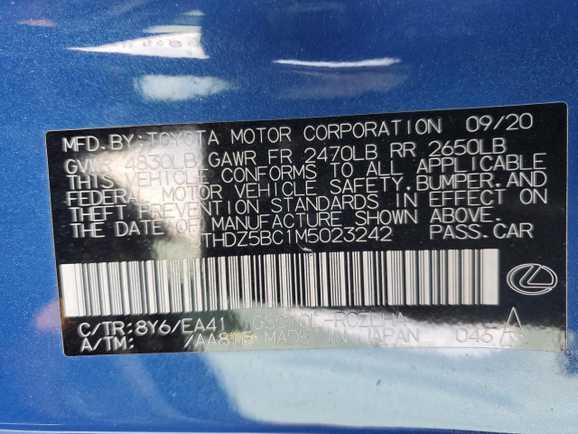 MFD.BY:TOYOTA MOTOR CORPORATION 09/20
4830LB GAWR FR 2470LB RR 2650LB
THIS VEHICLE CONFORMS TO ALL APPLICABLE
FEDERAL MOTOR VEHICLE SAFETY,BUMPER,AND
THEFT PREVENTION STANDARDS IN EFFECT ON
THE DATE OF MANUFACTURE SHOWN ABOVE.
THDZ5BC1M5023242 PASS.CAR
C/TR:8Y6/EA41 A
A/TM: MADE IN JAPAN